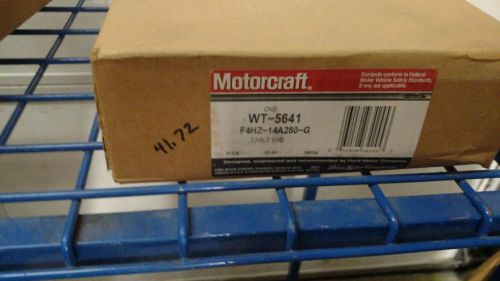 Motorcraft®
Contents conform to Federal
Motor Vehicle Safety Standards,
if any are applicable.
ONE
WT-5641
F4HZ-14A280-G
CABLE END
Designed, engineered and recommended by Ford Motor Company
41.72